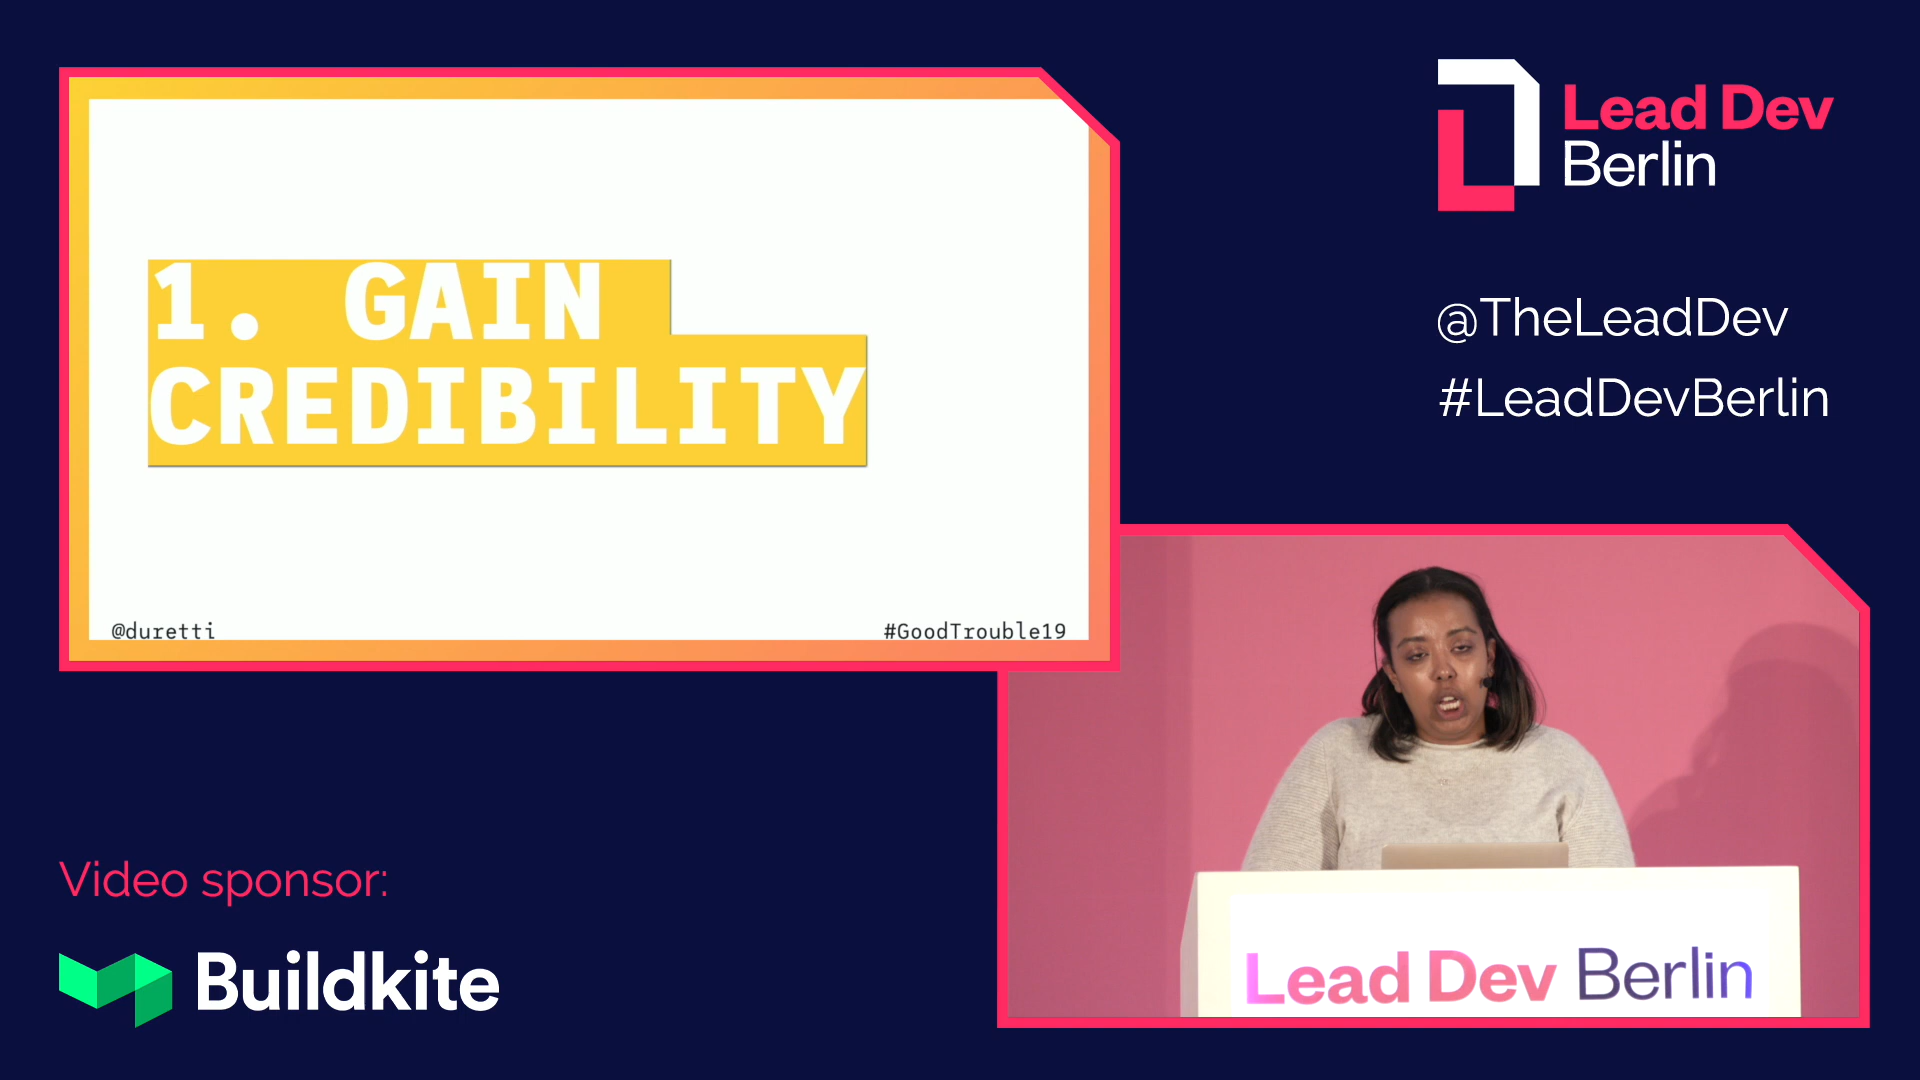 1. GAIN
CREDIBILITY
@duretti
#GoodTrouble19
Lead Dev
Berlin
@TheLeadDev
#LeadDevBerlin
Video sponsor:
Buildkite
Lead Dev Berlin